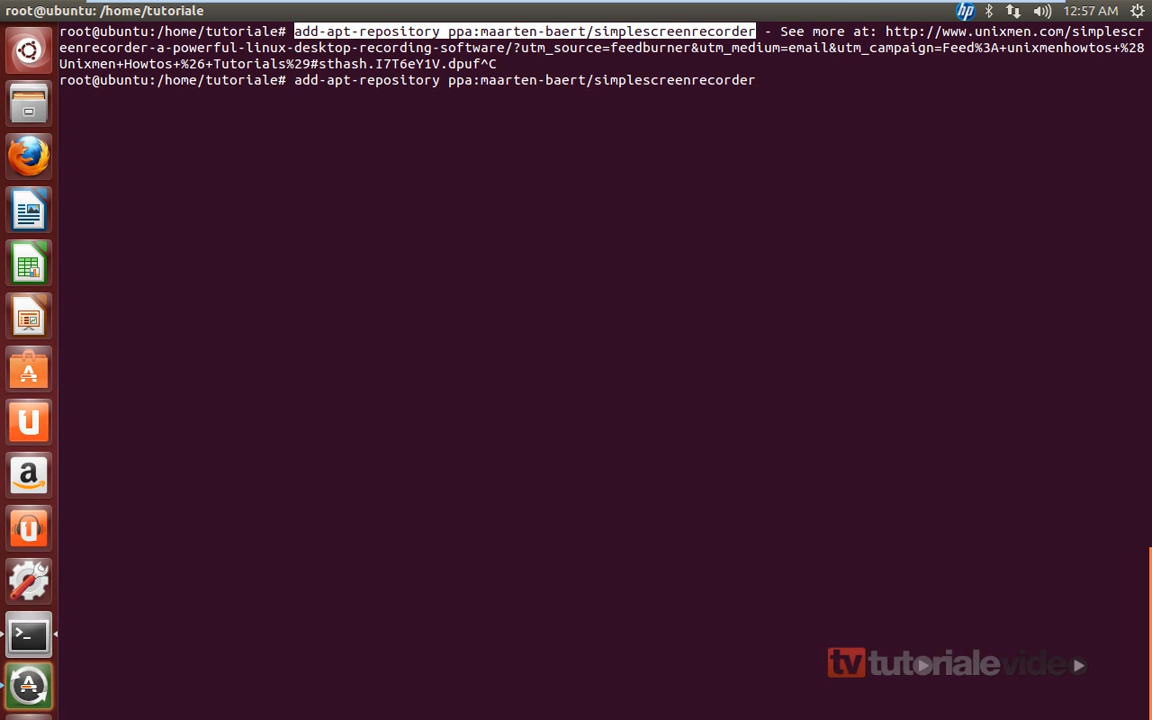 root@ubuntu: /home/tutoriale
hp
12:57 AM
root@ubuntu:/home/tutoriale# add-apt-repository ppa:maarten-baert/simplescreenrecorder - See more at: http://www.unixmen.com/simplescr
eenrecorder-a-powerful-linux-desktop-recording-software/?utm_source=feedburner&utm_medium=email&utm_campaign=Feed%3A+unixmenhowtos+%28
Unixmen+Howtos+%26+Tutorials%29#sthash.I7T6eY1V.dpuf^C
root@ubuntu:/home/tutoriale# add-apt-repository ppa:maarten-baert/simplescreenrecorder
U
a
U
>_
tv tutorialevideo